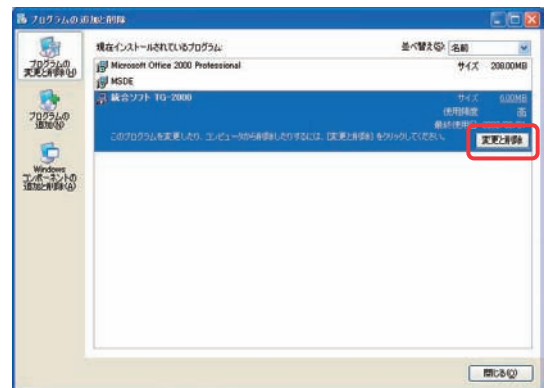 プログラムの追加と削除
プログラムの
変更と削除(H)
プログラムの
追加(N)
Windows
コンポーネントの
追加と削除(A)
現在インストールされているプログラム:
並べ替え(S): 名前
Microsoft Office 2000 Professional サイズ 208.00MB
MSDE
統合ソフト TG-2000 サイズ 6.00MB
使用頻度 高
最終使用日
このプログラムを変更したり、コンピュータから削除したりするには、[変更と削除] をクリックしてください。
変更と削除
閉じる(O)